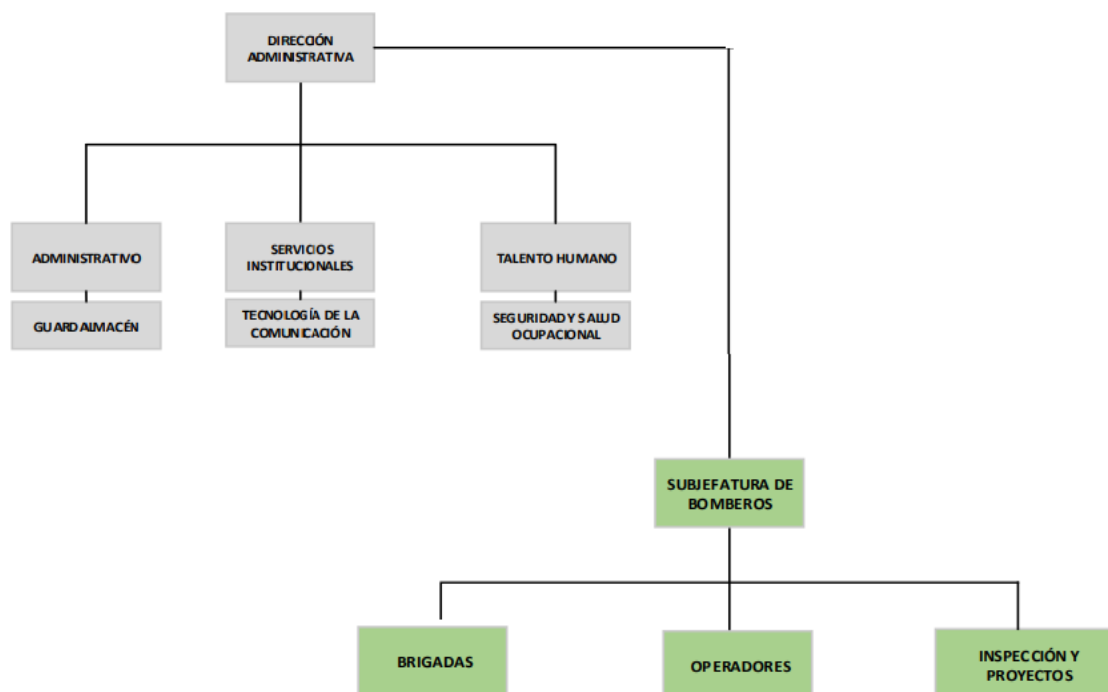 DIRECCIÓN
ADMINISTRATIVA
ADMINISTRATIVO
SERVICIOS
INSTITUCIONALES
TALENTO HUMANO
GUARDALMACÉN
TECNOLOGÍA DE LA
COMUNICACIÓN
SEGURIDAD Y SALUD
OCUPACIONAL
SUBJEFATURA DE
BOMBEROS
BRIGADAS
OPERADORES
INSPECCIÓN Y
PROYECTOS